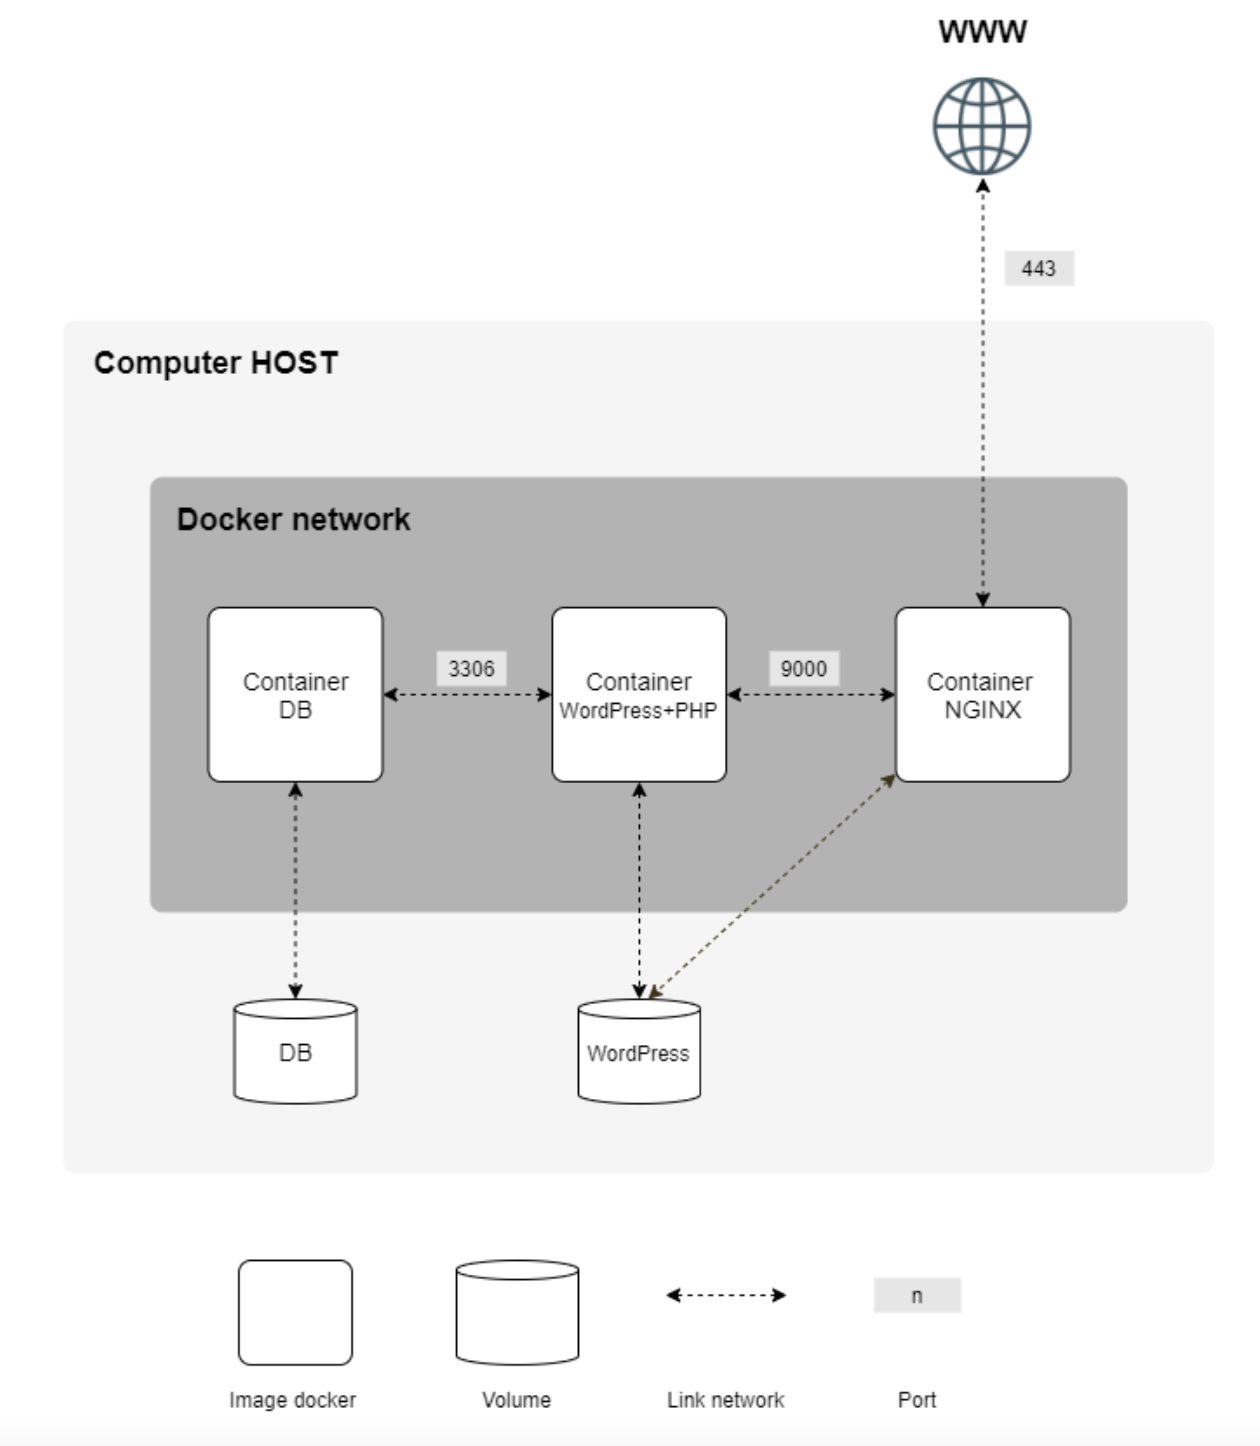 WWW
443
Computer HOST
Docker network
Container
DB
3306
Container
WordPress+PHP
9000
Container
NGINX
DB
WordPress
n
Image docker
Volume
Link network
Port